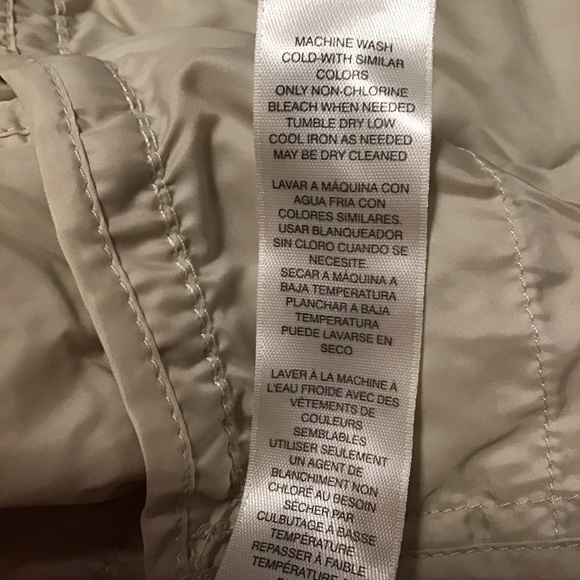 MACHINE WASH
COLD-WITH SIMILAR
COLORS
ONLY NON-CHLORINE
BLEACH WHEN NEEDED
TUMBLE DRY LOW
COOL IRON AS NEEDED
MAY BE DRY CLEANED
LAVAR A MÁQUINA CON
AGUA FRIA CON
COLORES SIMILARES.
USAR BLANQUEADOR
SIN CLORO CUANDO SE
NECESITE
SECAR A MÁQUINA A
BAJA TEMPERATURA
PLANCHAR A BAJA
TEMPERATURA
PUEDE LAVARSE EN
SECO
LAVER À LA MACHINE À
L'EAU FROIDE AVEC DES
VÊTEMENTS DE
COULEURS
SEMBLABLES
UTILISER SEULEMENT
UN AGENT DE
BLANCHIMENT NON
CHLORÉ AU BESOIN
SÉCHER PAR
CULBUTAGE À BASSE
TEMPÉRATURE
REPASSER À FAIBLE
TEMPÉRATURE